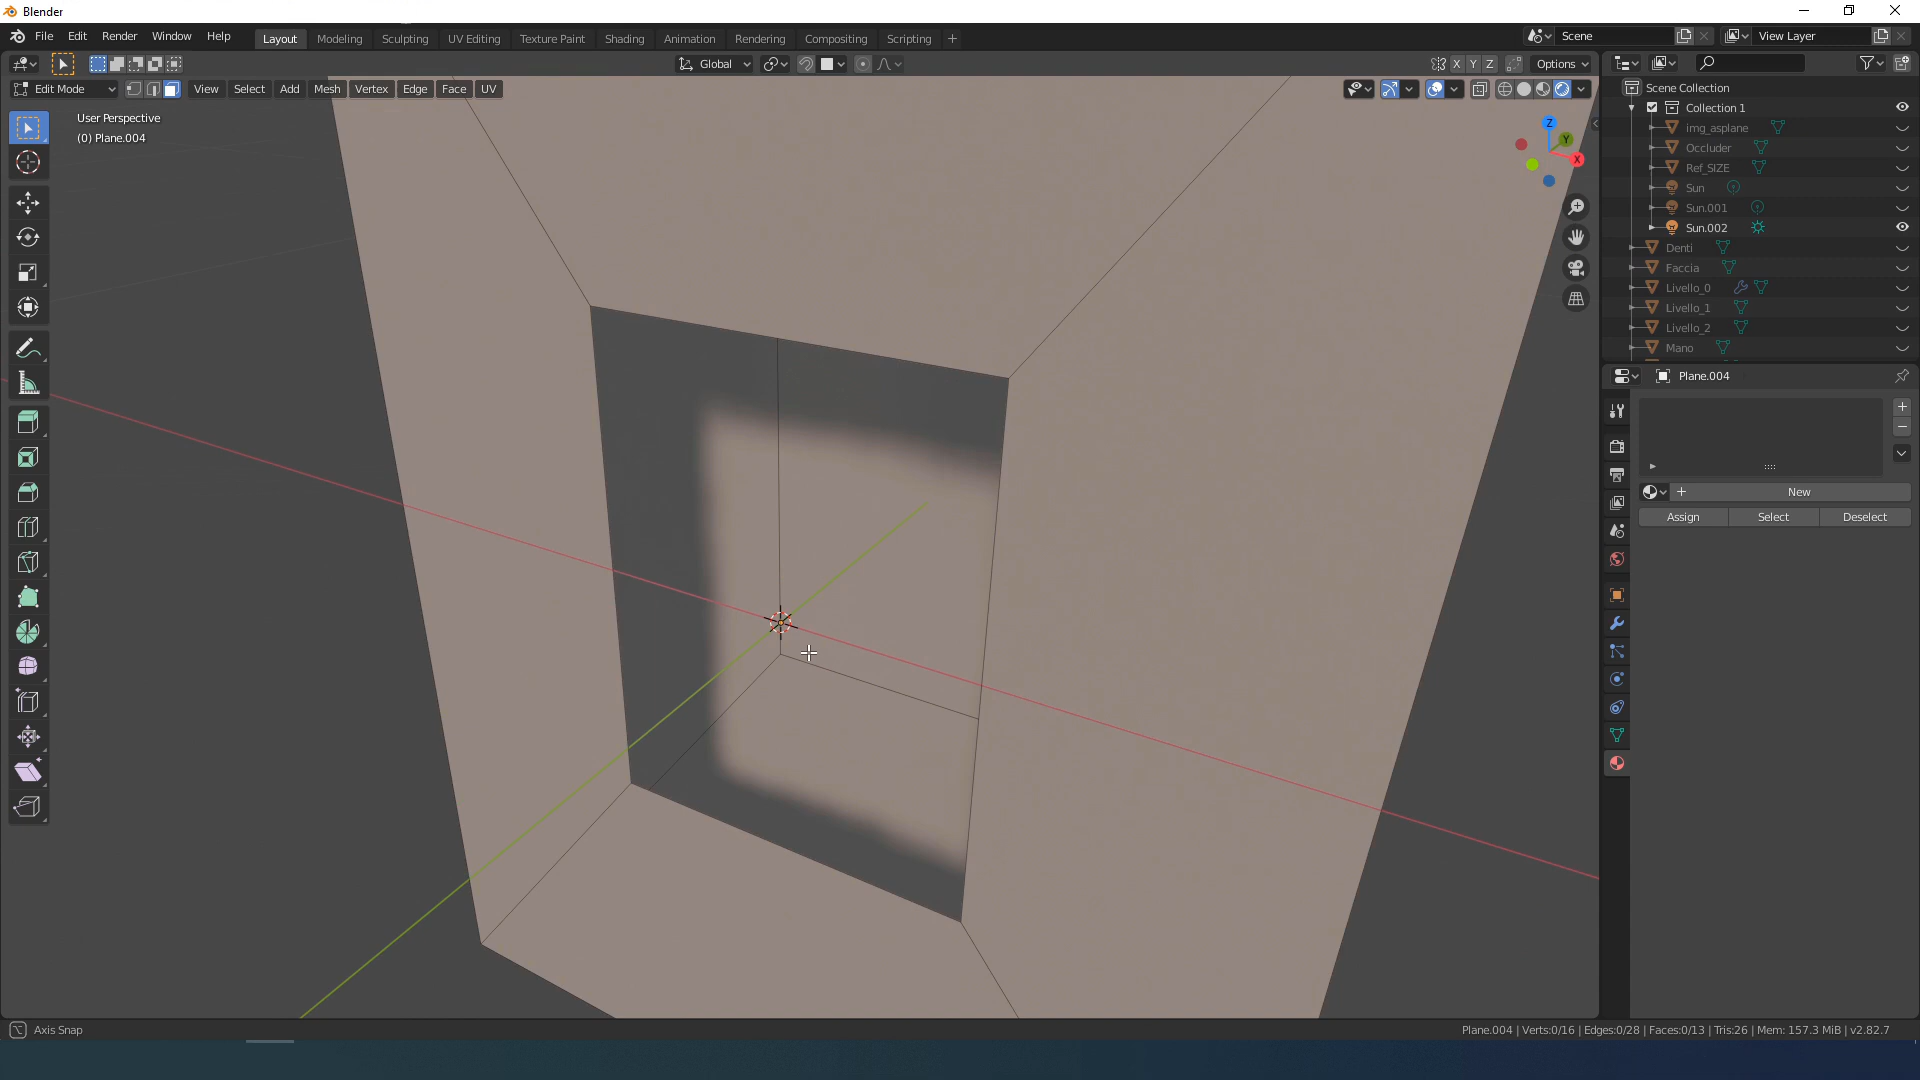 Blender
File Edit Render Window Help
Layout Modeling Sculpting UV Editing Texture Paint Shading Animation Rendering Compositing Scripting +
Scene
View Layer
Global
X Y Z
Options
Edit Mode View Select Add Mesh Vertex Edge Face UV
User Perspective
(0) Plane.004
Z
Y
X
Scene Collection
Collection 1
img_asplane
Occluder
Ref_SIZE
Sun
Sun.001
Sun.002
Denti
Faccia
Livello_0
Livello_1
Livello_2
Mano
Plane.004
New
Assign Select Deselect
Axis Snap
Plane.004 | Verts:0/16 | Edges:0/28 | Faces:0/13 | Tris:26 | Mem: 157.3 MiB | v2.82.7